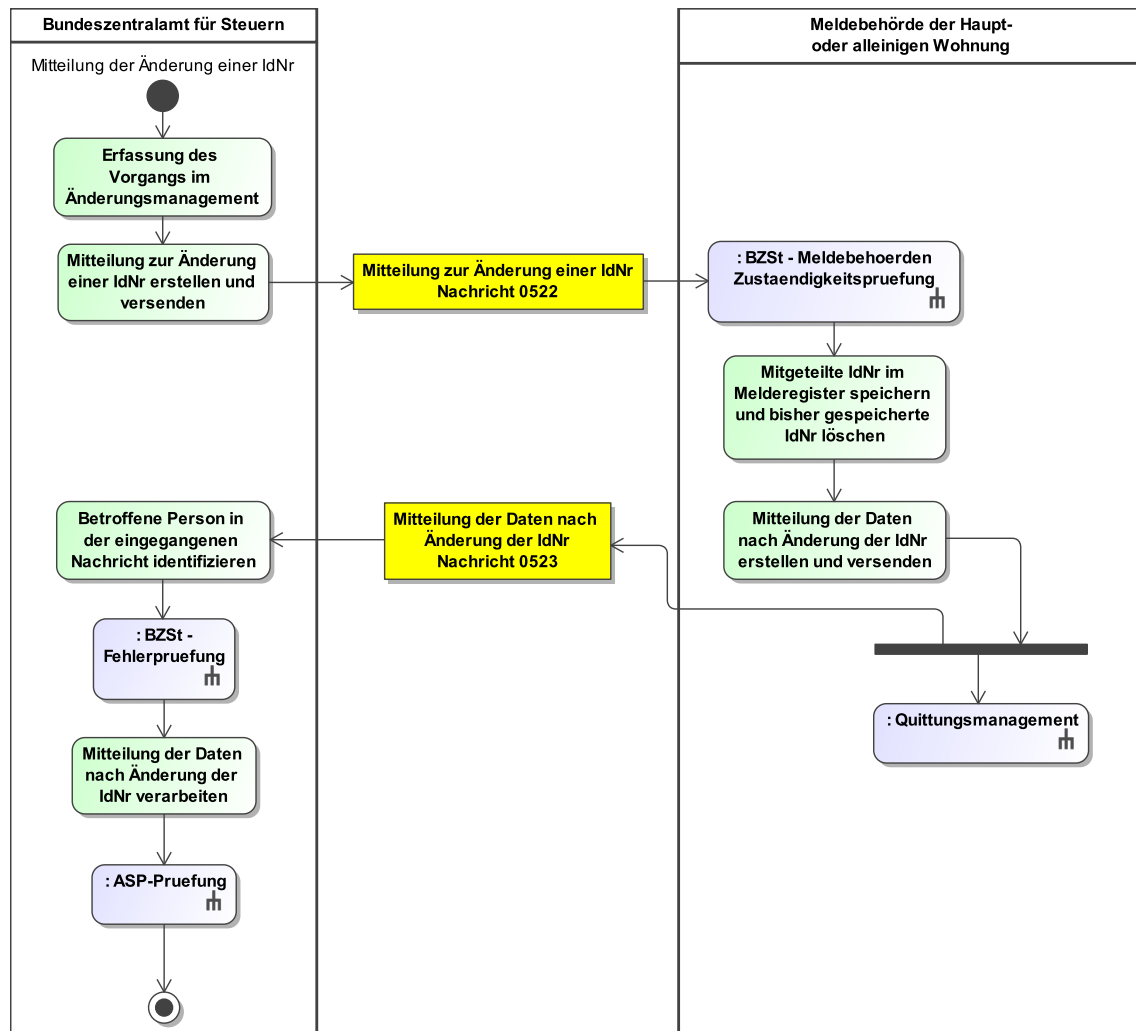 Bundeszentralamt für Steuern
Meldebehörde der Haupt-
oder alleinigen Wohnung
Mitteilung der Änderung einer IdNr
Erfassung des
Vorgangs im
Änderungsmanagement
Mitteilung zur Änderung
einer IdNr erstellen und
versenden
Mitteilung zur Änderung einer IdNr
Nachricht 0522
: BZSt - Meldebehoerden
Zustaendigkeitspruefung
Mitgeteilte IdNr im
Melderegister speichern
und bisher gespeicherte
IdNr löschen
Mitteilung der Daten
nach Änderung der IdNr
erstellen und versenden
Mitteilung der Daten nach
Änderung der IdNr
Nachricht 0523
Betroffene Person in
der eingegangenen
Nachricht identifizieren
: BZSt -
Fehlerpruefung
: Quittungsmanagement
Mitteilung der Daten
nach Änderung der
IdNr verarbeiten
: ASP-Pruefung